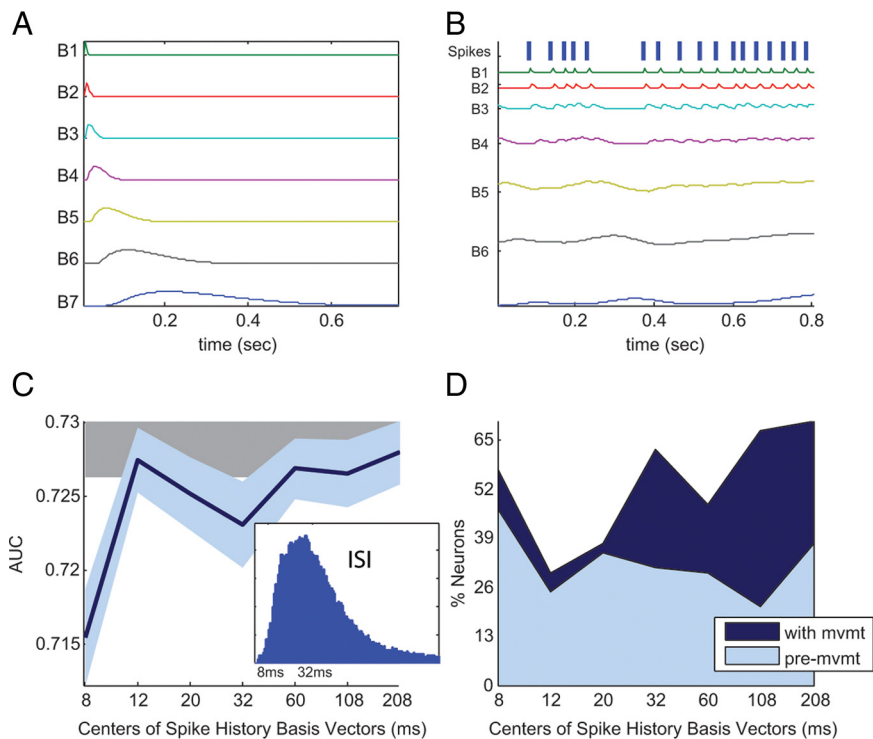 A
B1
B2
B3
B4
B5
B6
B7
0.2
0.4
0.6
time (sec)
B
Spikes
B1
B2
B3
B4
B5
B6
0.2
0.4
0.6
0.8
time (sec)
C
0.73
0.725
0.72
0.715
AUC
ISI
8ms
32ms
8
12
20
32
60
108
208
Centers of Spike History Basis Vectors (ms)
D
65
52
39
26
13
0
% Neurons
with mvmt
pre-mvmt
8
12
20
32
60
108
208
Centers of Spike History Basis Vectors (ms)